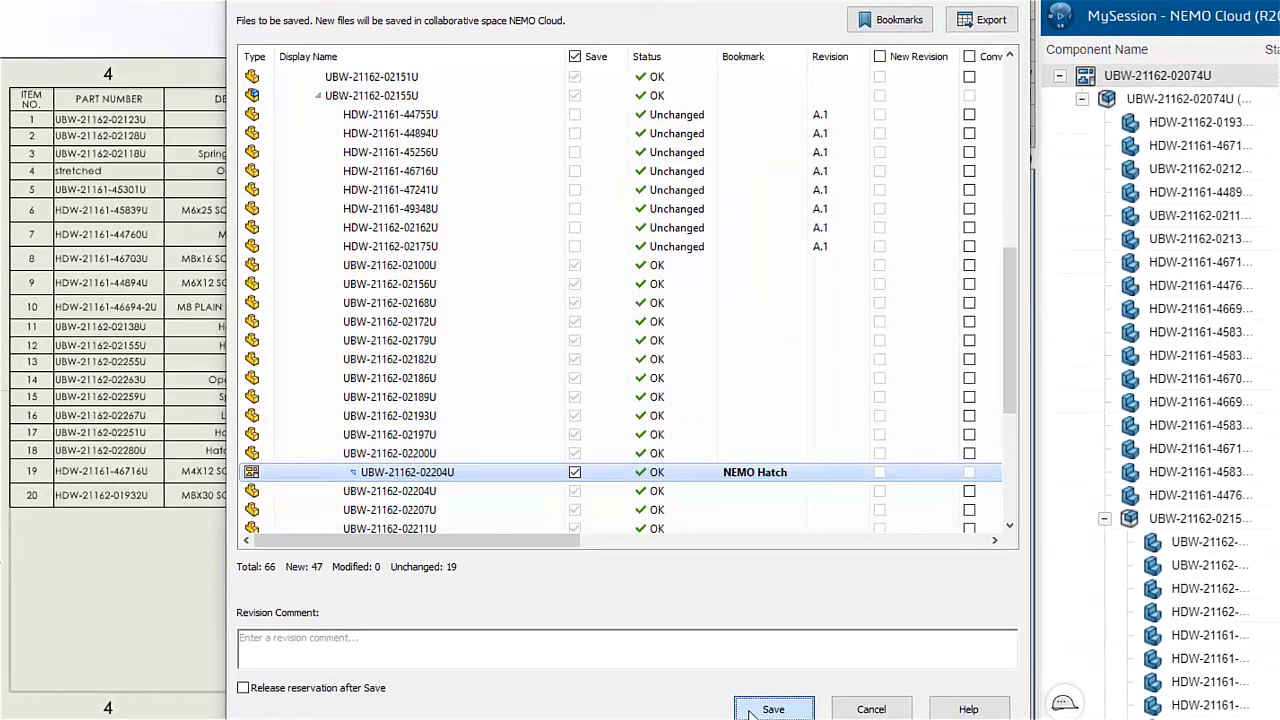 4
ITEM NO. PART NUMBER
1 UBW-21162-02123U
2 UBW-21162-02128U
3 UBW-21162-02118U Spring
4 stretched
5 UBW-21161-45301U
6 HDW-21161-45839U M6x25 SC
7 HDW-21161-44760U
8 HDW-21161-46703U M8x16 SC
9 HDW-21161-44894U M6X12 SC
10 HDW-21161-46694-2U M8 PLAIN
11 UBW-21162-02138U
12 UBW-21162-02155U
13 UBW-21162-02255U
14 UBW-21162-02263U
15 UBW-21162-02259U
16 UBW-21162-02267U
17 UBW-21162-02251U
18 UBW-21162-02280U
19 HDW-21161-46716U M4X12 SC
20 HDW-21162-01932U M8X30 SC
4
Files to be saved. New files will be saved in collaborative space NEMO Cloud.
Bookmarks Export
Type Display Name Save Status Bookmark Revision New Revision Conv
UBW-21162-02151U OK
UBW-21162-02155U OK
HDW-21161-44755U Unchanged A.1
HDW-21161-44894U Unchanged A.1
HDW-21161-45256U Unchanged A.1
HDW-21161-46716U Unchanged A.1
HDW-21161-47241U Unchanged A.1
HDW-21161-49348U Unchanged A.1
HDW-21162-02162U Unchanged A.1
HDW-21162-02175U Unchanged A.1
UBW-21162-02100U OK
UBW-21162-02156U OK
UBW-21162-02168U OK
UBW-21162-02172U OK
UBW-21162-02179U OK
UBW-21162-02182U OK
UBW-21162-02186U OK
UBW-21162-02189U OK
UBW-21162-02193U OK
UBW-21162-02197U OK
UBW-21162-02200U OK
UBW-21162-02204U OK NEMO Hatch
UBW-21162-02204U OK
UBW-21162-02207U OK
UBW-21162-02211U OK
Total: 66 New: 47 Modified: 0 Unchanged: 19
Revision Comment:
Enter a revision comment...
Release reservation after Save
Save Cancel Help
MySession - NEMO Cloud (R20
Component Name Sta
UBW-21162-02074U
UBW-21162-02074U (...
HDW-21162-0193...
HDW-21161-4671...
UBW-21162-0212...
HDW-21161-4489...
UBW-21162-0211...
UBW-21162-0213...
HDW-21161-4671...
HDW-21161-4476...
HDW-21161-4669...
HDW-21161-4583...
HDW-21161-4583...
HDW-21161-4670...
HDW-21161-4669...
HDW-21161-4583...
HDW-21161-4671...
HDW-21161-4583...
HDW-21161-4476...
UBW-21162-0215...
UBW-21162-...
UBW-21162-...
HDW-21162-...
HDW-21162-...
HDW-21161-...
HDW-21161-...
HDW-21161-...
HDW-21161-...